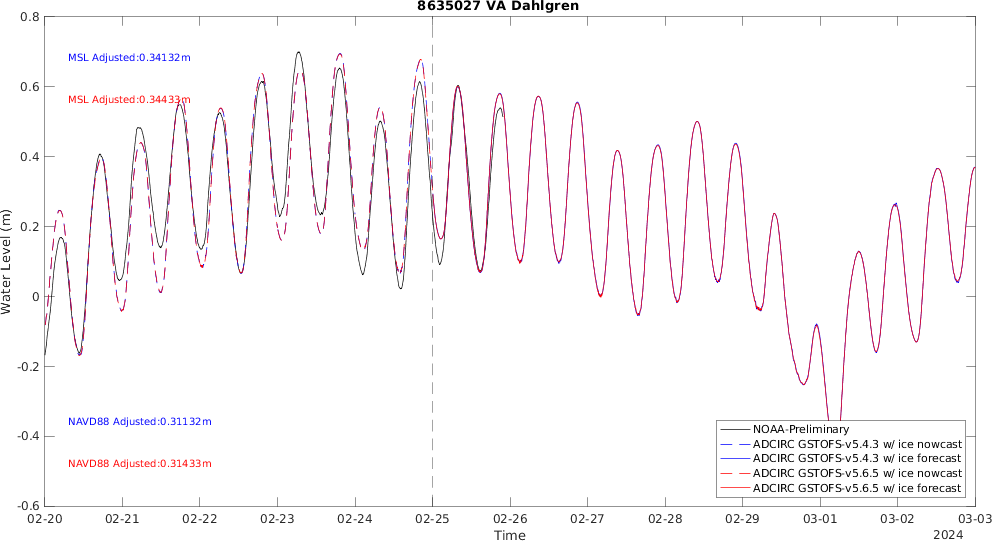 8635027 VA Dahlgren
0.8
MSL Adjusted:0.34132m
0.6
MSL Adjusted:0.34433m
0.4
0.2
0
-0.2
-0.4
-0.6
Water Level (m)
NAVD88 Adjusted:0.31132m
NAVD88 Adjusted:0.31433m
NOAA-Preliminary
ADCIRC GSTOFS-v5.4.3 w/ ice nowcast
ADCIRC GSTOFS-v5.4.3 w/ ice forecast
ADCIRC GSTOFS-v5.6.5 w/ ice nowcast
ADCIRC GSTOFS-v5.6.5 w/ ice forecast
02-20 02-21 02-22 02-23 02-24 02-25 02-26 02-27 02-28 02-29 03-01 03-02 03-03
Time
2024